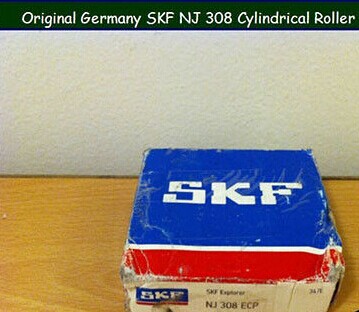 Original Germany SKF NJ 308 Cylindrical Roller
SKF
SKF Explorer
SKF
NJ 308 ECP